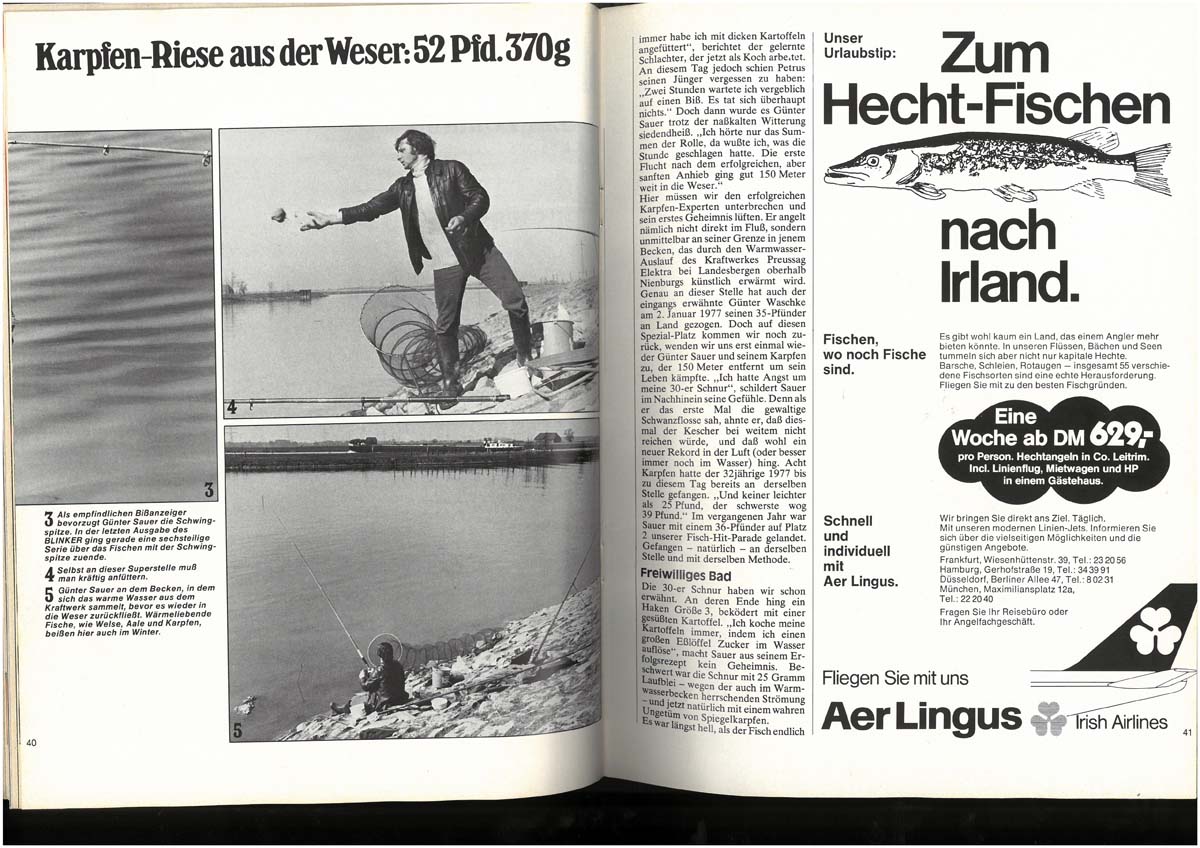 Karpfen-Riese aus der Weser: 52 Pfd. 370g
3
4
5
3 Als empfindlichen Bißanzeiger
bevorzugt Günter Sauer die Schwing-
spitze. In der letzten Ausgabe des
BLINKER ging gerade eine sechsteilige
Serie über das Fischen mit der Schwing-
spitze zuende.
4 Selbst an dieser Superstelle muß
man kräftig anfüttern.
5 Günter Sauer an dem Becken, in dem
sich das warme Wasser aus dem
Kraftwerk sammelt, bevor es wieder in
die Weser zurückfließt. Wärmeliebende
Fische, wie Welse, Aale und Karpfen,
beißen hier auch im Winter.
40
immer habe ich mit dicken Kartoffeln
angefüttert", berichtet der gelernte
Schlachter, der jetzt als Koch arbeitet.
An diesem Tag jedoch schien Petrus
seinen Jünger vergessen zu haben:
„Zwei Stunden wartete ich vergeblich
auf einen Biß. Es tat sich überhaupt
nichts." Doch dann wurde es Günter
Sauer trotz der naßkalten Witterung
siedendheiß. „Ich hörte nur das Sum-
men der Rolle, da wußte ich, was die
Stunde geschlagen hatte. Die erste
Flucht nach dem erfolgreichen, aber
sanften Anhieb ging gut 150 Meter
weit in die Weser."
Hier müssen wir den erfolgreichen
Karpfen-Experten unterbrechen und
sein erstes Geheimnis lüften. Er angelt
nämlich nicht direkt im Fluß, sondern
unmittelbar an seiner Grenze in jenem
Becken, das durch den Warmwasser-
Auslauf des Kraftwerkes Preussag
Elektra bei Landesbergen oberhalb
Nienburgs künstlich erwärmt wird.
Genau an dieser Stelle hat auch der
eingangs erwähnte Günter Waschke
am 2. Januar 1977 seinen 35-Pfünder
an Land gezogen. Doch auf diesen
Spezial-Platz kommen wir noch zu-
rück, wenden wir uns erst einmal wie-
der Günter Sauer und seinem Karpfen
zu, der 150 Meter entfernt um sein
Leben kämpfte. „Ich hatte Angst um
meine 30-er Schnur", schildert Sauer
im Nachhinein seine Gefühle. Denn als
er das erste Mal die gewaltige
Schwanzflosse sah, ahnte er, daß dies-
mal der Kescher bei weitem nicht
reichen würde, und daß wohl ein
neuer Rekord in der Luft (oder besser
immer noch im Wasser) hing. Acht
Karpfen hatte der 32jährige 1977 bis
zu diesem Tag bereits an derselben
Stelle gefangen. „Und keiner leichter
als 25 Pfund, der schwerste wog
39 Pfund." Im vergangenen Jahr war
Sauer mit einem 36-Pfünder auf Platz
2 unserer Fisch-Hit-Parade gelandet.
Gefangen – natürlich – an derselben
Stelle und mit derselben Methode.
Freiwilliges Bad
Die 30-er Schnur haben wir schon
erwähnt. An deren Ende hing ein
Haken Größe 3, beködert mit einer
gesüßten Kartoffel. „Ich koche meine
Kartoffeln immer, indem ich einen
großen Eßlöffel Zucker im Wasser
auflöse", macht Sauer aus seinem Er-
folgsrezept kein Geheimnis. Be-
schwert war die Schnur mit 25 Gramm
Laufblei – wegen der auch im Warm-
wasserbecken herrschenden Strömung
– und jetzt natürlich mit einem wahren
Ungetüm von Spiegelkarpfen.
Es war längst hell, als der Fisch endlich
Unser
Urlaubstip:
Zum
Hecht-Fischen
nach
Irland.
Fischen,
wo noch Fische
sind.
Es gibt wohl kaum ein Land, das einem Angler mehr
bieten könnte. In unseren Flüssen, Bächen und Seen
tummeln sich aber nicht nur kapitale Hechte.
Barsche, Schleien, Rotaugen – insgesamt 55 verschie-
dene Fischsorten sind eine echte Herausforderung.
Fliegen Sie mit zu den besten Fischgründen.
Eine
Woche ab DM 629,-
pro Person. Hechtangeln in Co. Leitrim.
Incl. Linienflug, Mietwagen und HP
in einem Gästehaus.
Schnell
und
individuell
mit
Aer Lingus.
Wir bringen Sie direkt ans Ziel. Täglich.
Mit unseren modernen Linien-Jets. Informieren Sie
sich über die vielseitigen Möglichkeiten und die
günstigen Angebote.
Frankfurt, Wiesenhüttenstr. 39, Tel.: 23 20 56
Hamburg, Gerhofstraße 19, Tel.: 34 39 91
Düsseldorf, Berliner Allee 47, Tel.: 8 02 31
München, Maximiliansplatz 12a,
Tel.: 22 20 40
Fragen Sie Ihr Reisebüro oder
Ihr Angelfachgeschäft.
Fliegen Sie mit uns
Aer Lingus Irish Airlines
41